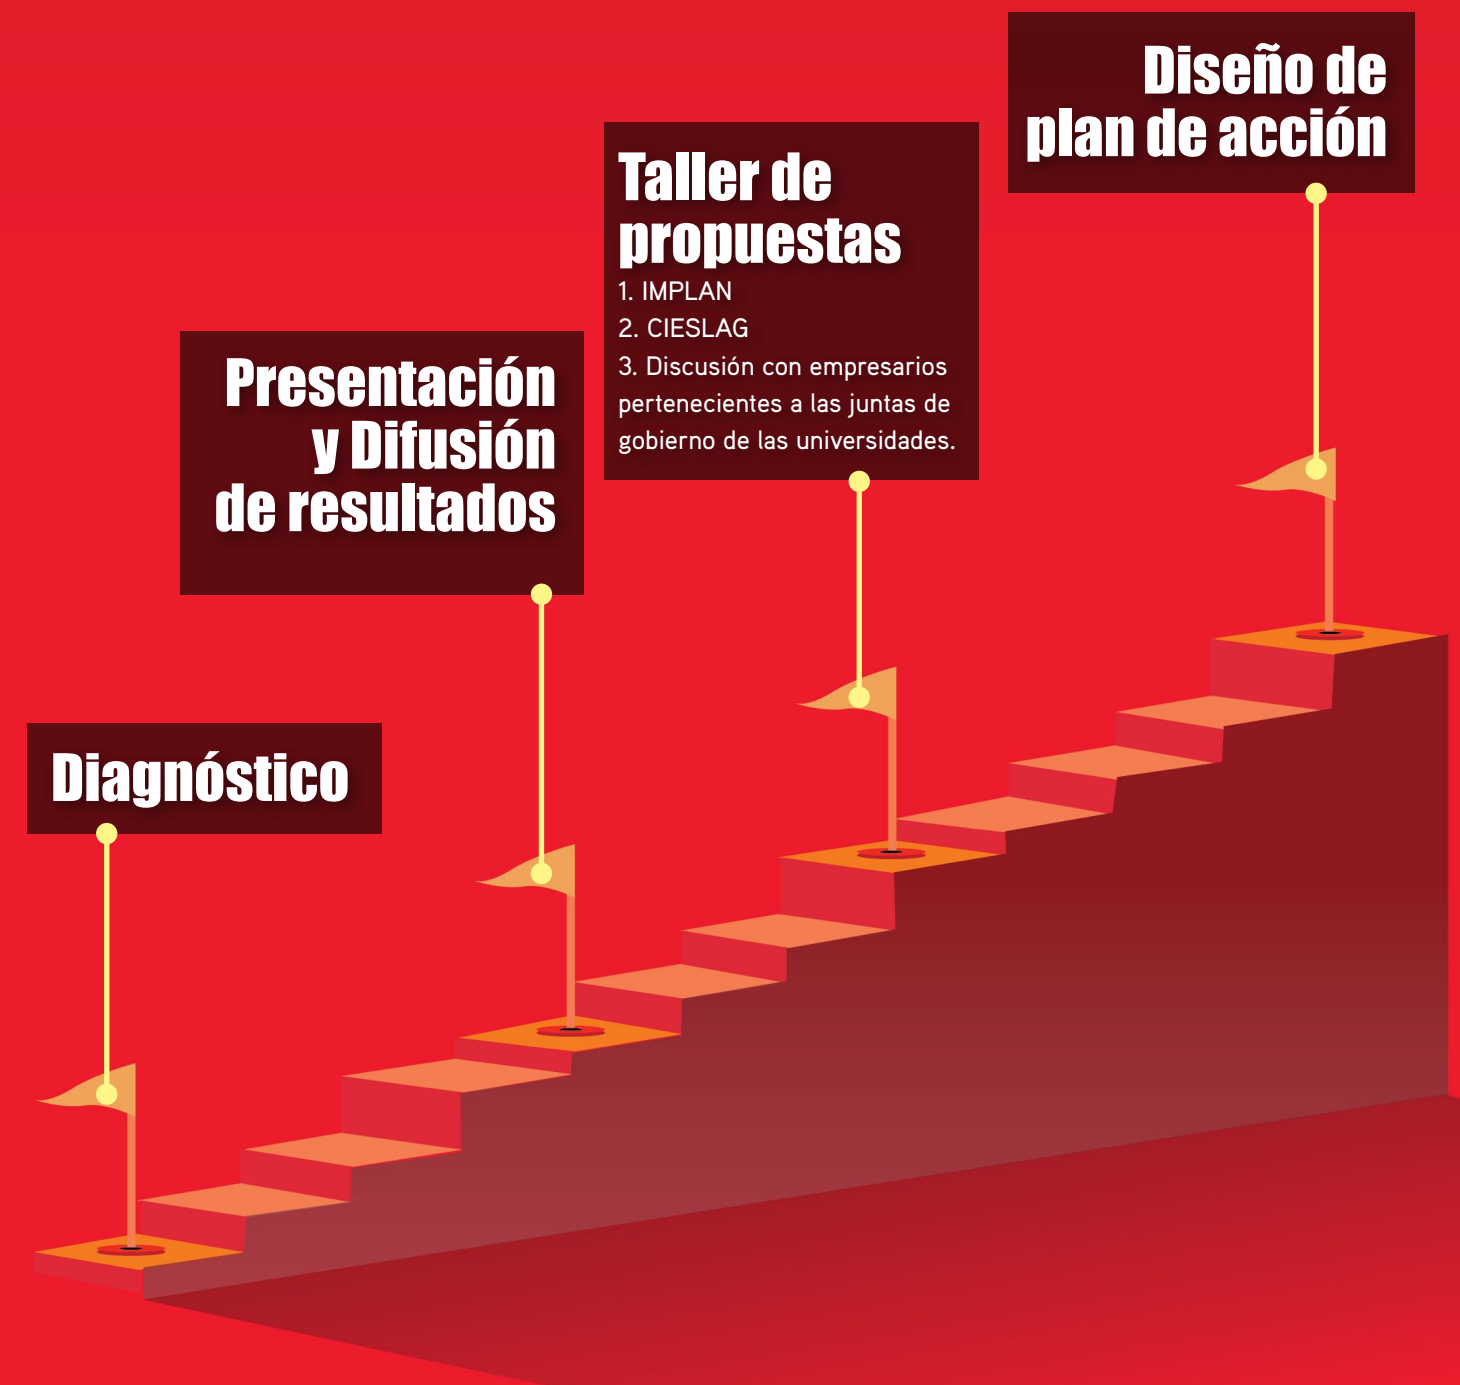 Diagnóstico
Presentación
y Difusión
de resultados
Taller de
propuestas
1. IMPLAN
2. CIESLAG
3. Discusión con empresarios
pertenecientes a las juntas de
gobierno de las universidades.
Diseño de
plan de acción